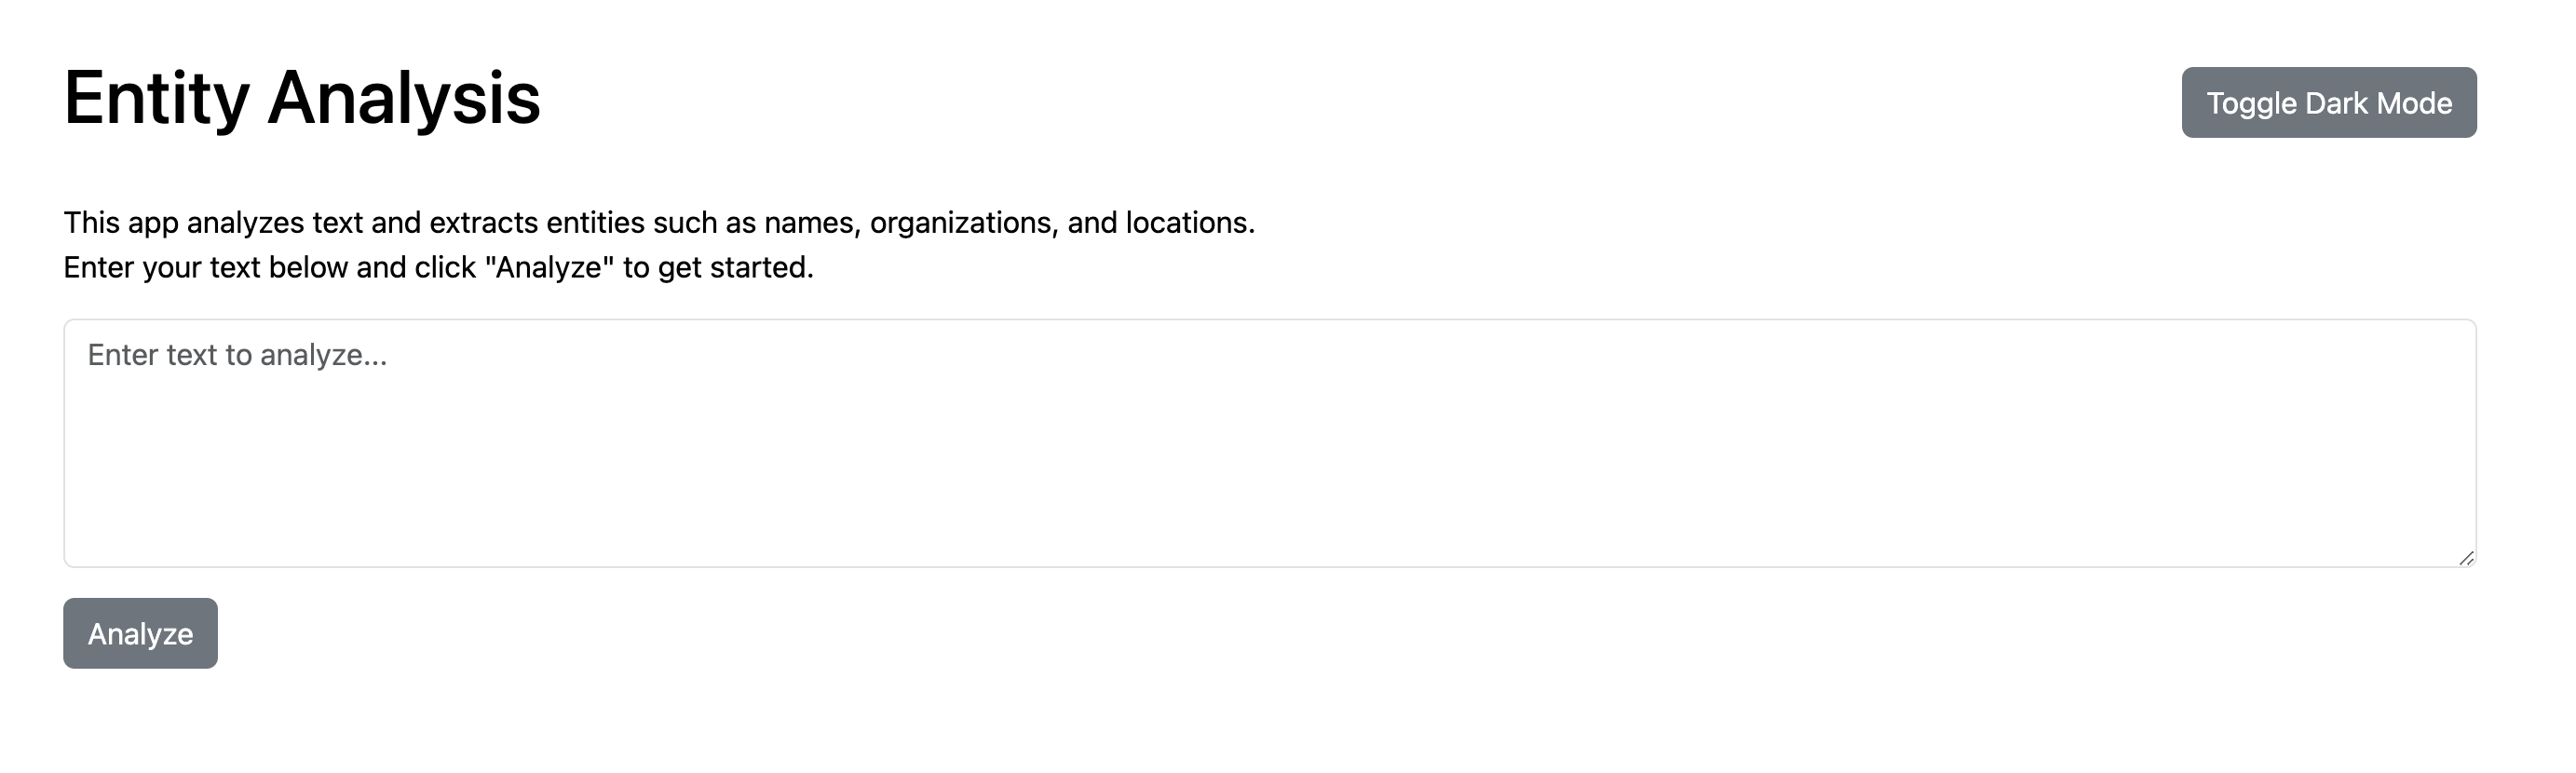 Entity Analysis
Toggle Dark Mode
This app analyzes text and extracts entities such as names, organizations, and locations.
Enter your text below and click "Analyze" to get started.
Enter text to analyze...
Analyze